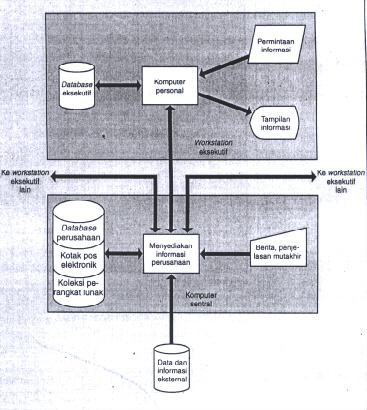 Permintaan
informasi
Komputer
personal
Database
eksekutif
Tampilan
informasi
Workstation
eksekutif
Ke workstation
eksekutif
lain
Ke workstation
eksekutif
lain
Database
perusahaan
Kotak pos
elektronik
Koleksi pe-
rangkat lunak
Menyediakan
informasi
perusahaan
Berita, penje-
lasan mutakhir
Komputer
sentral
Data dan
informasi
eksternal